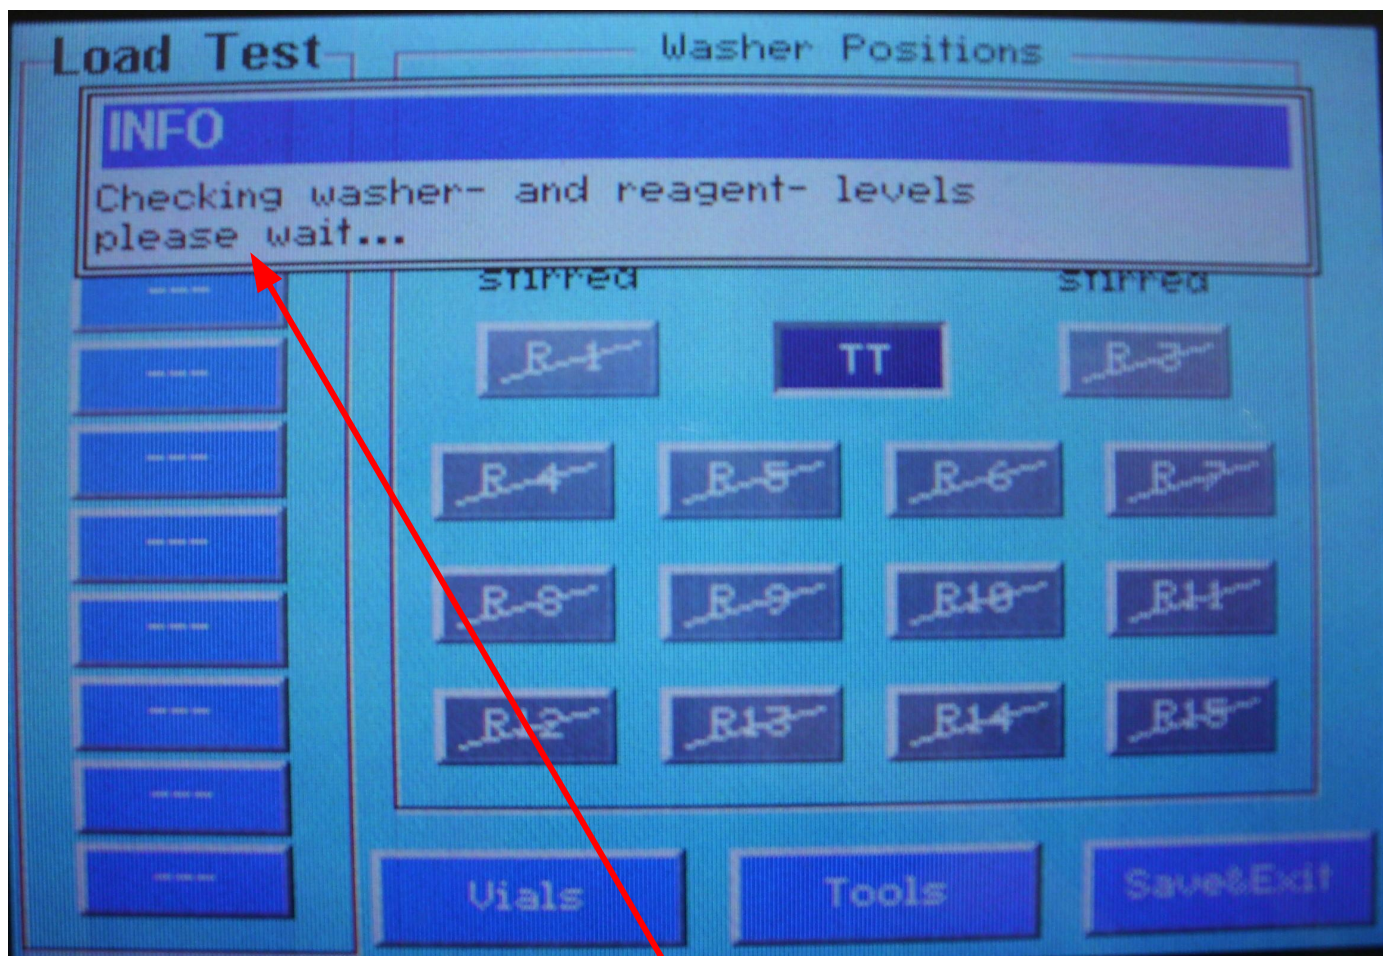 Load Test
Washer Positions
INFO
Checking washer- and reagent- levels
please wait...
stirred
stirred
---
R 1
TT
R 3
---
---
R 4
R 5
R 6
R 7
---
---
R 8
R 9
R10
R11
---
R12
R13
R14
R15
---
---
Vials
Tools
Save&Exit